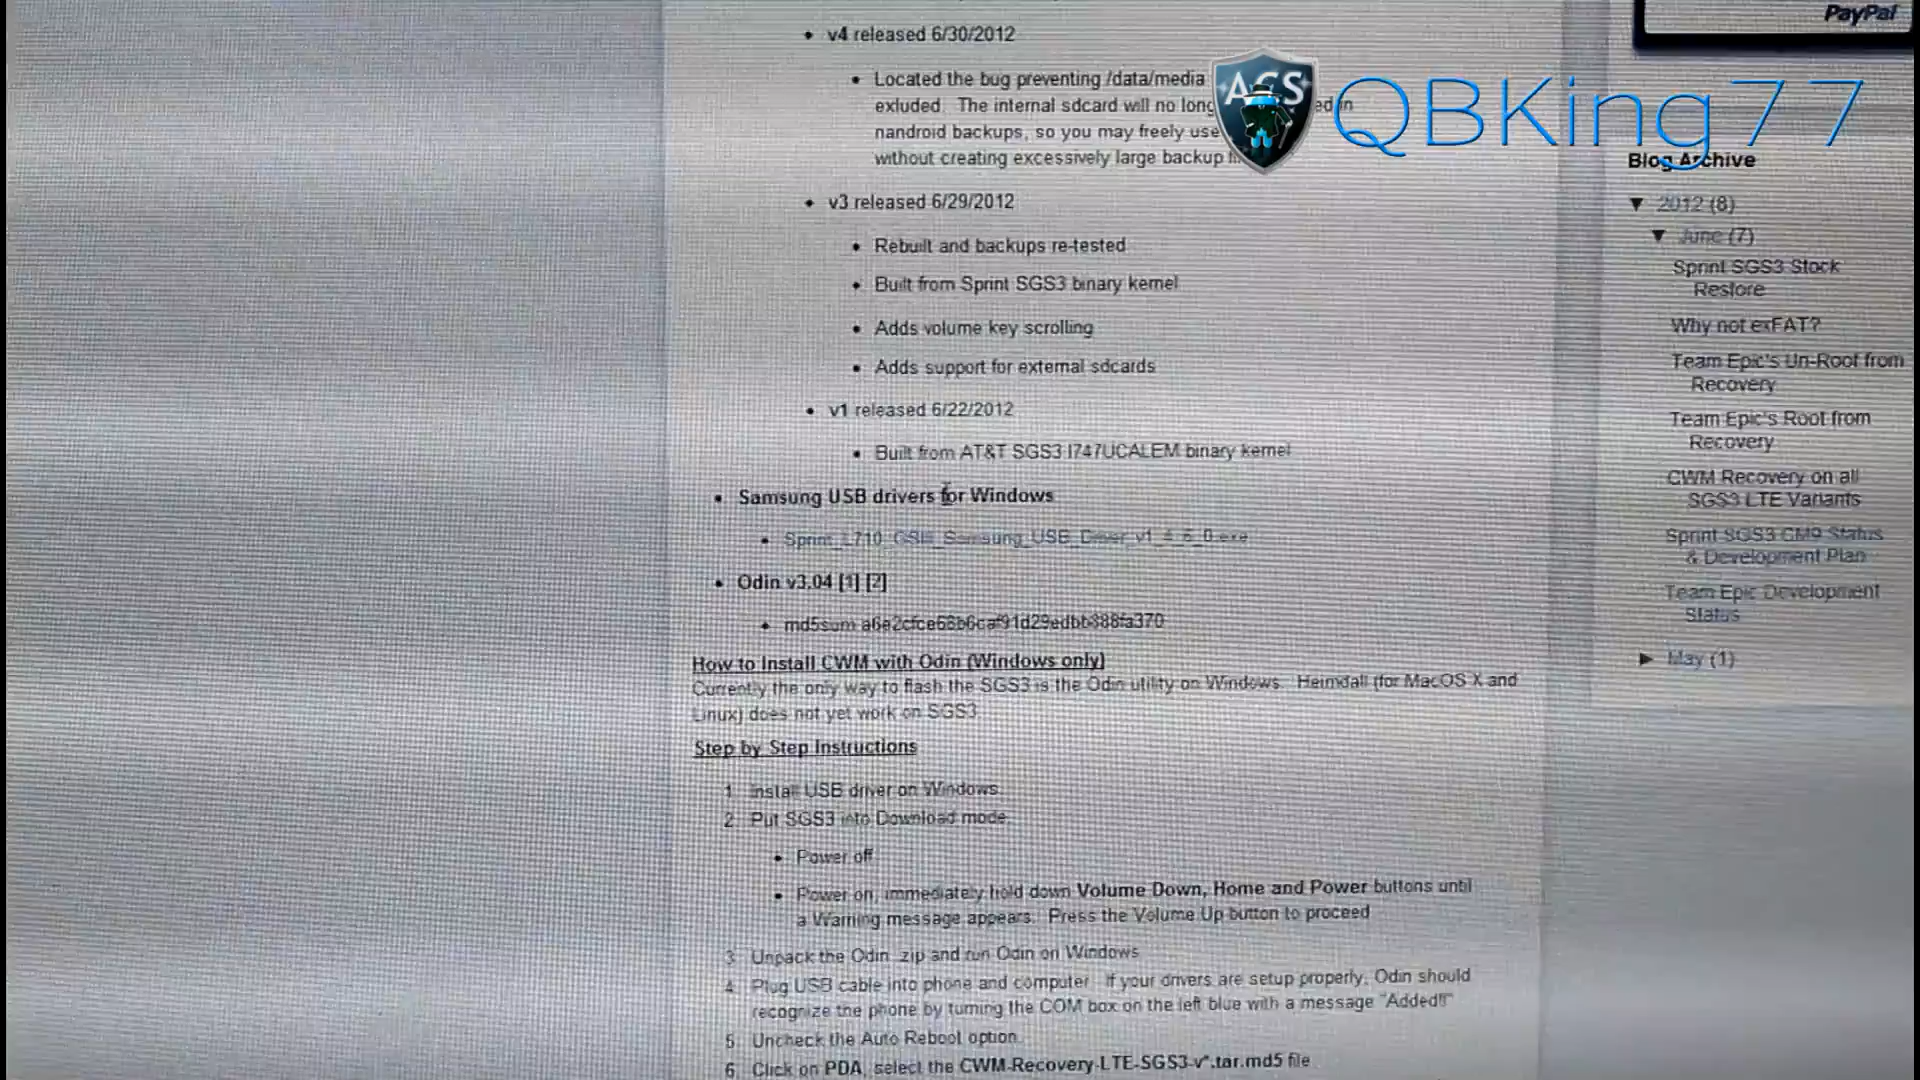 PayPal
v4 released 6/30/2012
Located the bug preventing /data/media
exluded. The internal sdcard will no long ed in
nandroid backups, so you may freely use
without creating excessively large backup
ACS
QBKing77
v3 released 6/29/2012
Rebuilt and backups re-tested
Built from Sprint SGS3 binary kernel
Adds volume key scrolling
Adds support for external sdcards
v1 released 6/22/2012
Built from AT&T SGS3 I747UCALEM binary kernel
Samsung USB drivers for Windows
Sprint_L710_GSII_Samsung_USB_Driver_v1_4_6_0.exe
Odin v3.04 [1] [2]
md5sum a6e2cfce68b6caf91d29edbb888fa370
How to Install CWM with Odin (Windows only)
Currently the only way to flash the SGS3 is the Odin utility on Windows. Heimdall (for MacOS X and
Linux) does not yet work on SGS3.
Step by Step Instructions
1. Install USB driver on Windows.
2. Put SGS3 into Download mode.
Power off
Power on, immediately hold down Volume Down, Home and Power buttons until
a Warning message appears. Press the Volume Up button to proceed
3. Unpack the Odin .zip and run Odin on Windows
4. Plug USB cable into phone and computer. If your drivers are setup properly, Odin should
recognize the phone by turning the COM box on the left blue with a message "Added!!"
5. Uncheck the Auto Reboot option.
6. Click on PDA, select the CWM-Recovery-LTE-SGS3-v*.tar.md5 file
Blog Archive
▼ 2012 (8)
▼ June (7)
Sprint SGS3 Stock
Restore
Why not exFAT?
Team Epic's Un-Root from
Recovery
Team Epic's Root from
Recovery
CWM Recovery on all
SGS3 LTE Variants
Sprint SGS3 CM9 Status
& Development Plan
Team Epic Development
Status
► May (1)